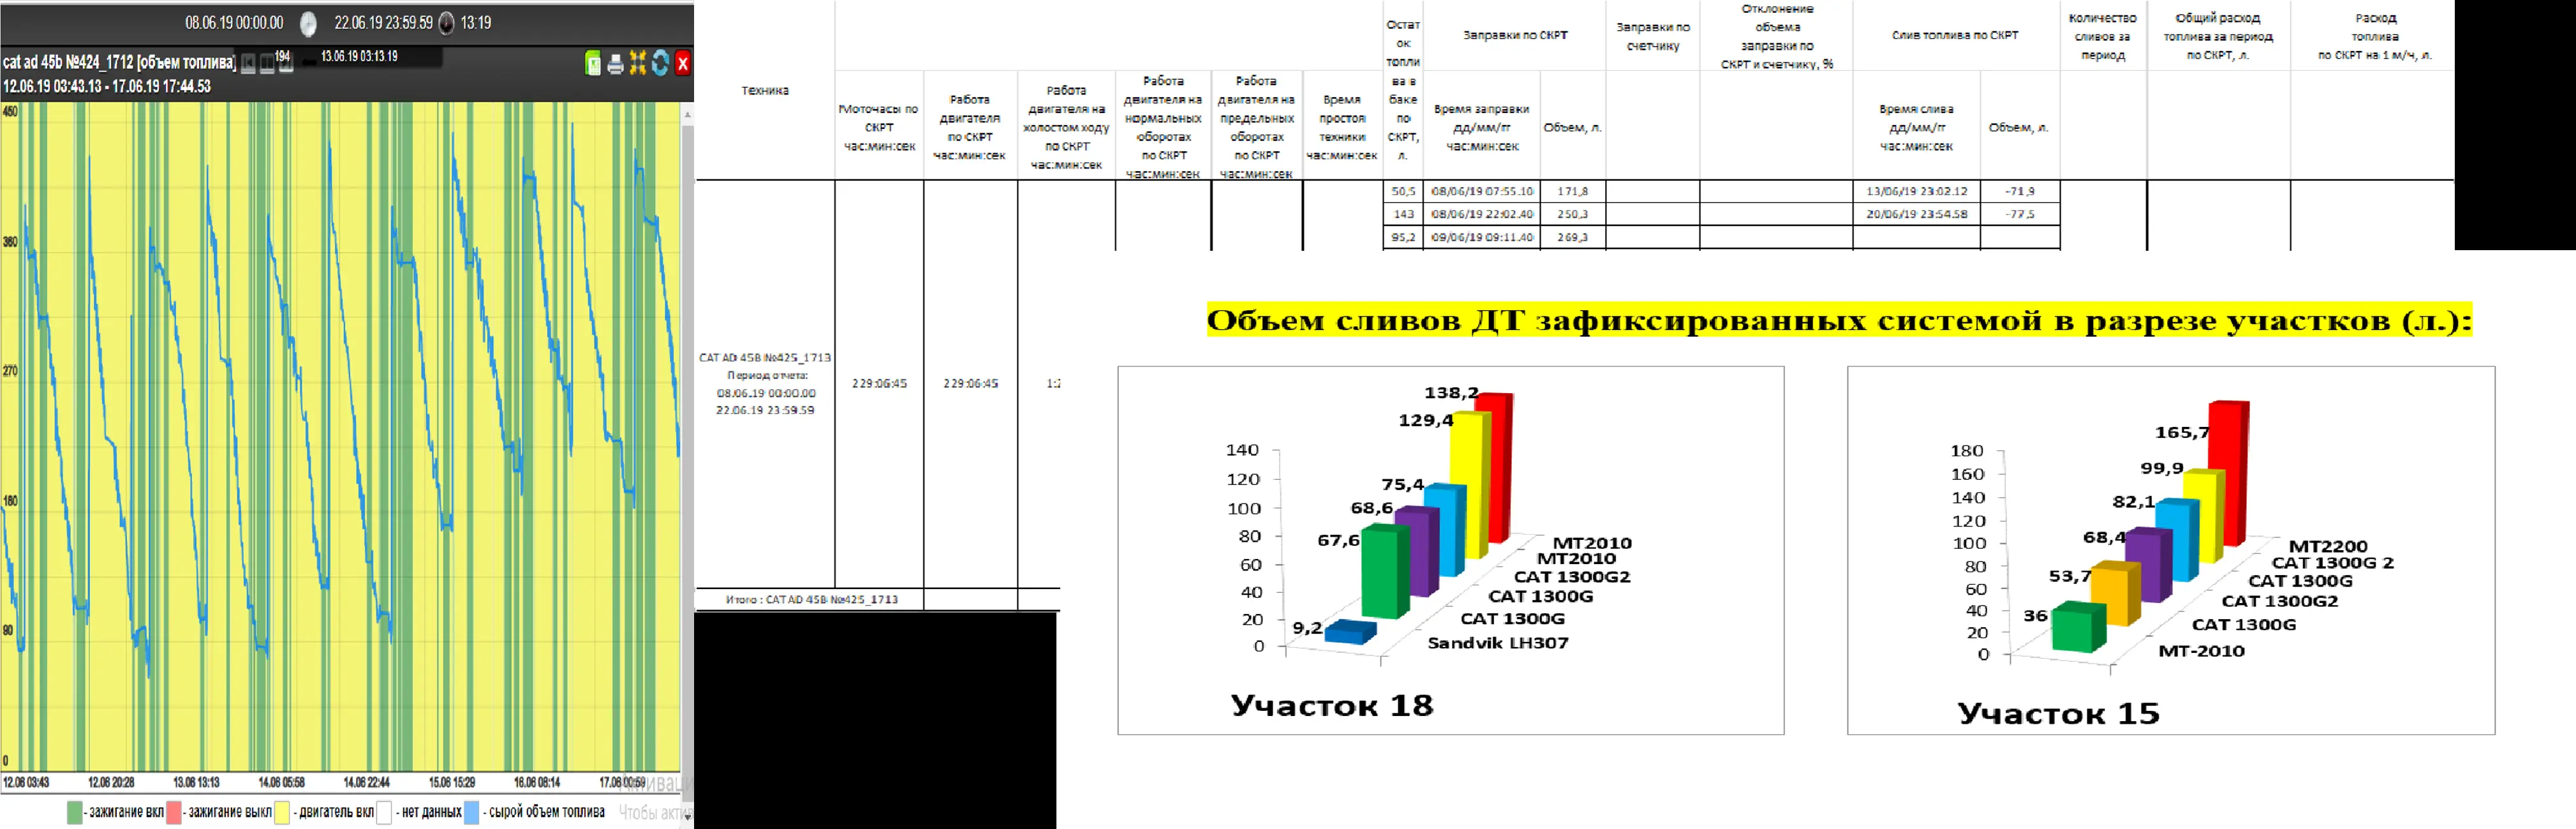 08.06.19 00:00.00 22.06.19 23:59.59 13:19
cat ad 45b №424_1712 [объем топлива]
194
13.06.19 03:13.19
12.06.19 03:43.13 - 17.06.19 17:44.53
450
360
270
180
90
0
12.06 03:43 12.06 20:28 13.06 13:13 14.06 05:58 14.06 22:44 15.06 15:29 16.06 08:14 17.06 00:59
- зажигание вкл - зажигание выкл - двигатель вкл - нет данных - сырой объем топлива
Чтобы акти
Техника
Моточасы по
СКРТ
час:мин:сек
Работа
двигателя
по СКРТ
час:мин:сек
Работа
двигателя на
холостом ходу
по СКРТ
час:мин:сек
Работа
двигателя на
нормальных
оборотах
по СКРТ
час:мин:сек
Работа
двигателя на
предельных
оборотах
по СКРТ
час:мин:сек
Время
простоя
техники
час:мин:сек
Остат
ок
топли
ва в
баке
по
СКРТ,
л.
Заправки по СКРТ
Время заправки
дд/мм/гг
час:мин:сек
Объем, л.
Заправки по
счетчику
Отклонение
объема
заправки по
СКРТ и счетчику, %
Слив топлива по СКРТ
Время слива
дд/мм/гг
час:мин:сек
Объем, л.
Количество
сливов за
период
Общий расход
топлива за период
по СКРТ, л.
Расход
топлива
по СКРТ на 1 м/ч, л.
50,5 08/06/19 07:55.10 171,8 13/06/19 23:02.12 -71,9
143 08/06/19 22:02.40 250,3 20/06/19 23:54.58 -77,5
95,2 09/06/19 09:11.40 269,3
CAT AD 45B №425_1713
Период отчета:
08.06.19 00:00.00
22.06.19 23:59.59
229:06:45 229:06:45 1:2
Итого : CAT AD 45B №425_1713
Объем сливов ДТ зафиксированных системой в разрезе участков (л.):
140
120
100
80
60
40
20
0
9,2
67,6
68,6
75,4
129,4
138,2
MT2010
MT2010
CAT 1300G2
CAT 1300G
CAT 1300G
Sandvik LH307
Участок 18
180
160
140
120
100
80
60
40
20
0
36
53,7
68,4
82,1
99,9
165,7
MT2200
CAT 1300G 2
CAT 1300G
CAT 1300G2
CAT 1300G
MT-2010
Участок 15